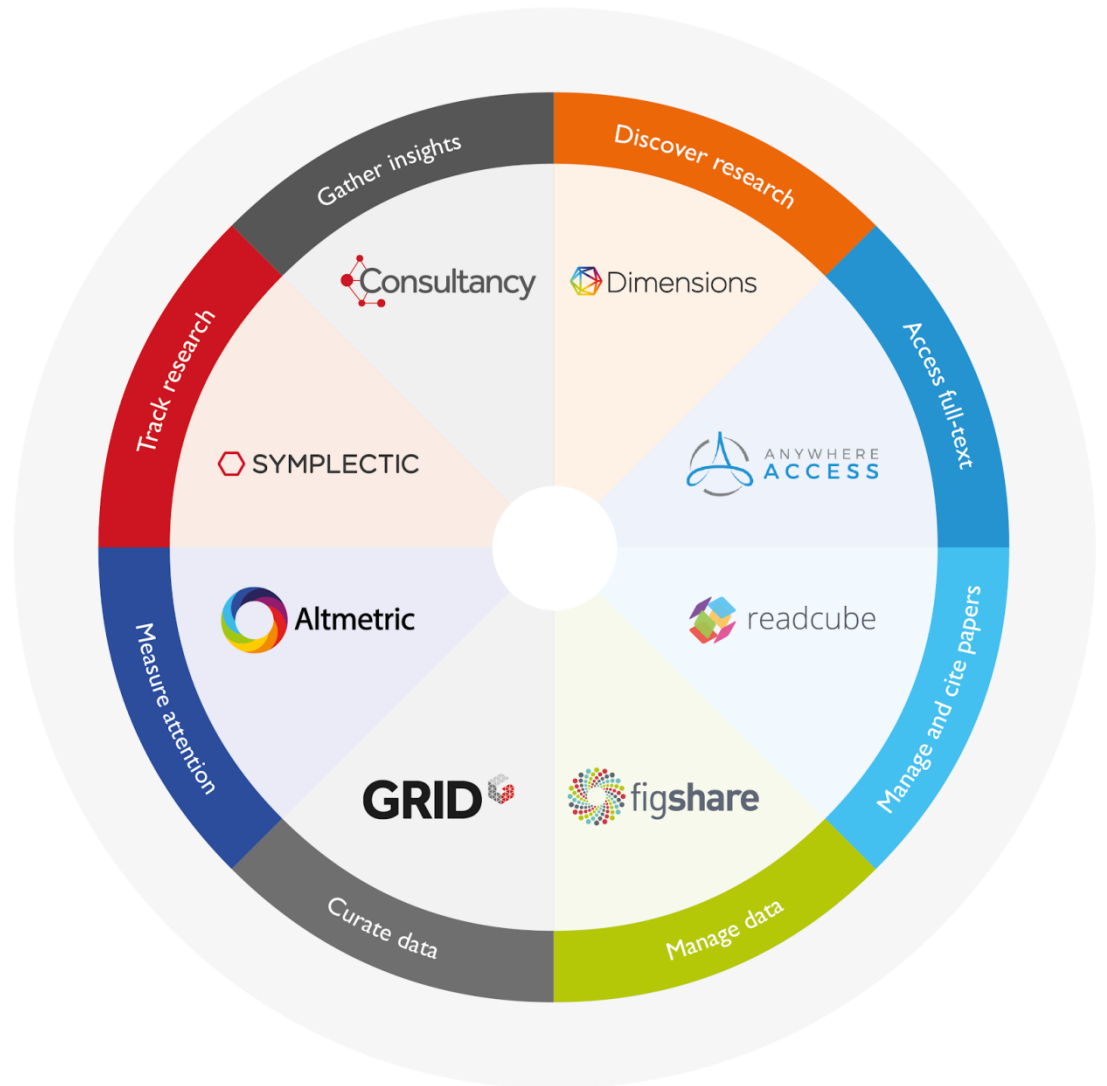 Gather insights
Discover research
Consultancy
Dimensions
Track research
Access full-text
SYMPLECTIC
ANYWHERE
ACCESS
Altmetric
readcube
Measure attention
Manage and cite papers
GRID
figshare
Curate data
Manage data